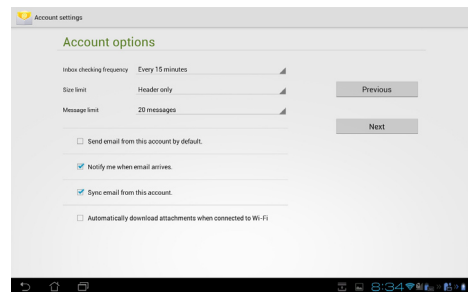 Account settings
Account options
Inbox checking frequency Every 15 minutes
Size limit Header only
Previous
Message limit 20 messages
Next
Send email from this account by default.
Notify me when email arrives.
Sync email from this account.
Automatically download attachments when connected to Wi-Fi
8:34